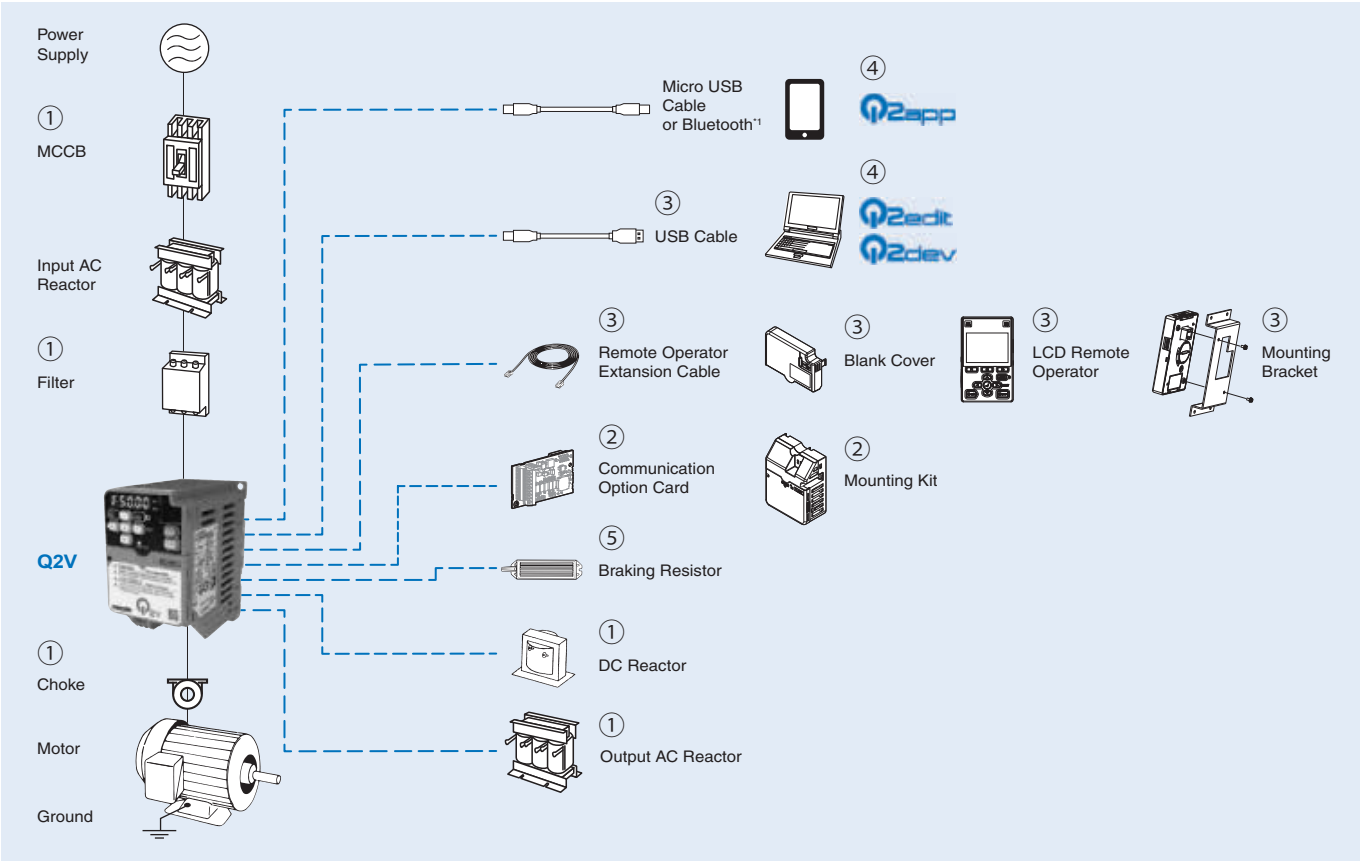 Power
Supply
①
MCCB
Input AC
Reactor
①
Filter
Q2V
①
Choke
Motor
Ground
Micro USB
Cable
or Bluetooth*1
④
Q2app
③
USB Cable
④
Q2edit
Q2dev
③
Remote Operator
Extension Cable
③
Blank Cover
③
LCD Remote
Operator
③
Mounting
Bracket
②
Communication
Option Card
②
Mounting Kit
⑤
Braking Resistor
①
DC Reactor
①
Output AC Reactor